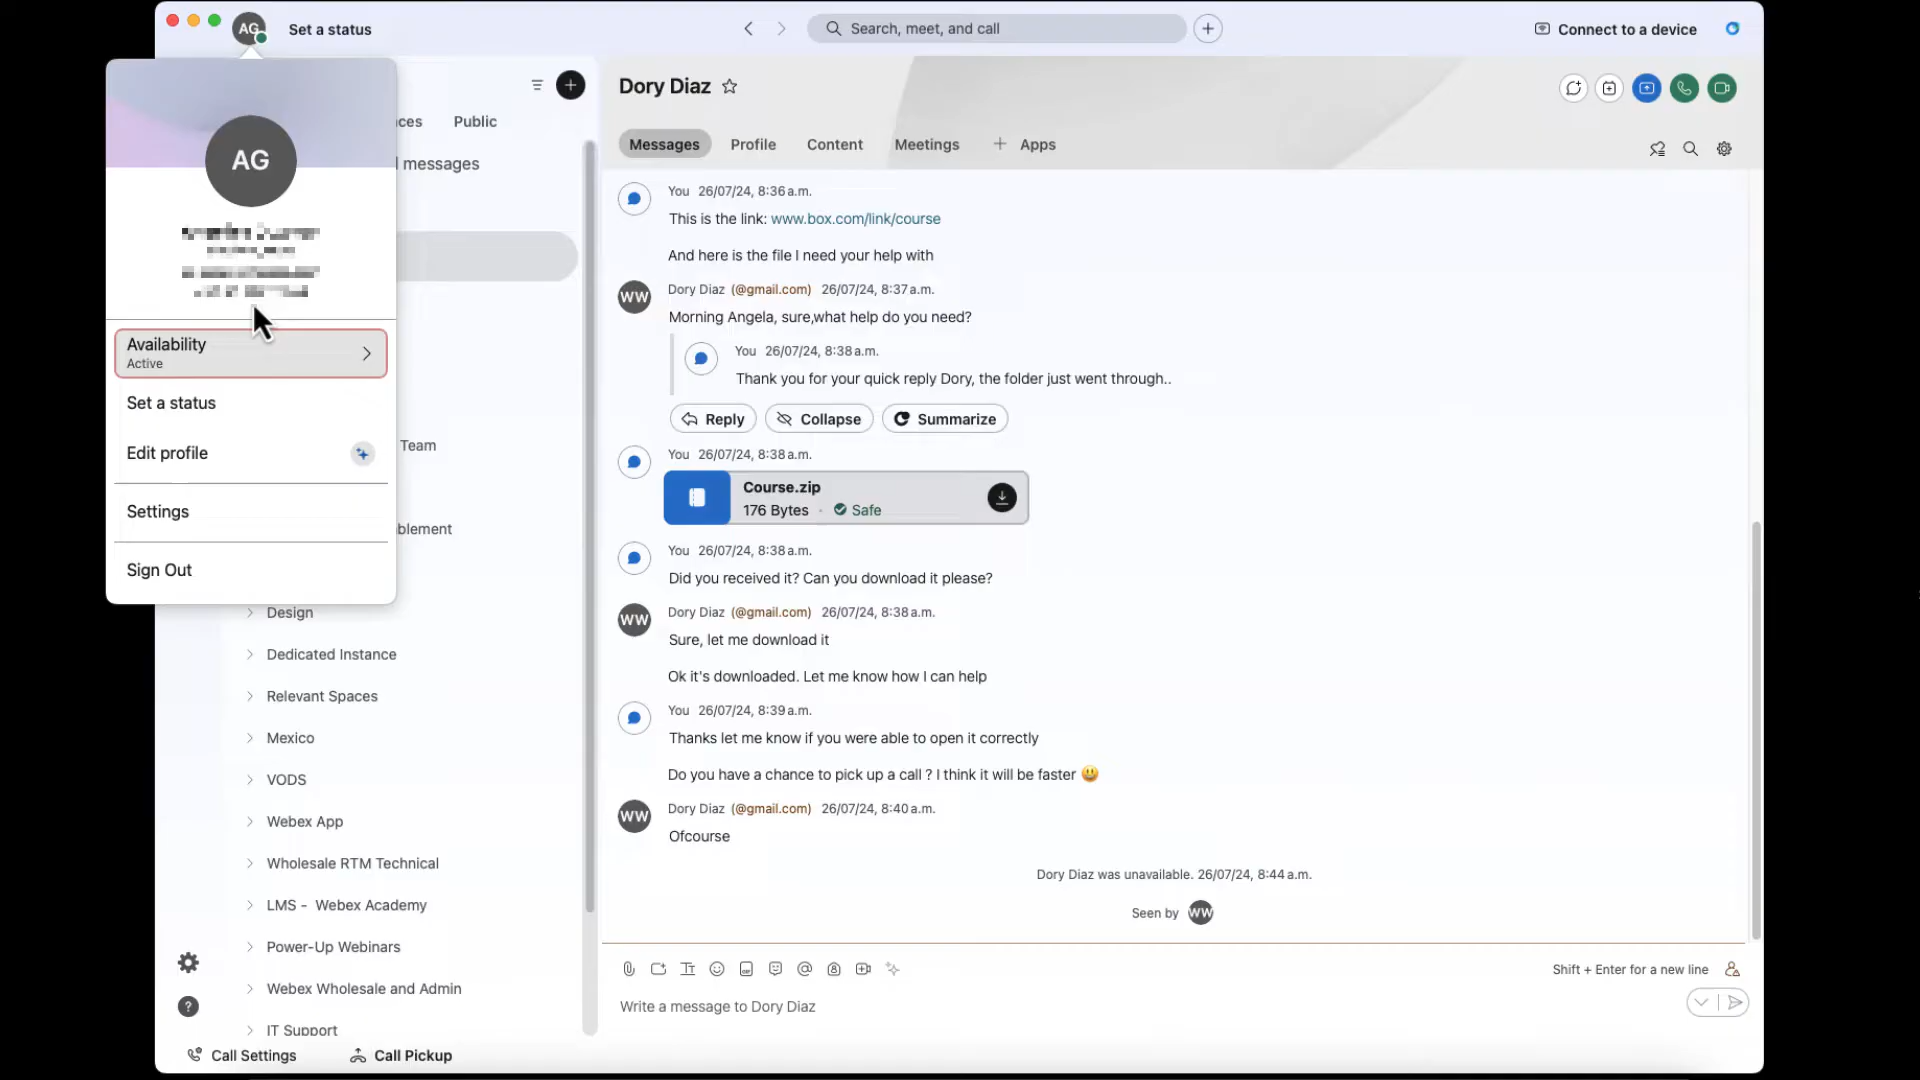 AG
Set a status
Search, meet, and call
Connect to a device
AG
Availability
Active
Set a status
Edit profile
Settings
Sign Out
Public
messages
Team
Design
Dedicated Instance
Relevant Spaces
Mexico
VODS
Webex App
Wholesale RTM Technical
LMS - Webex Academy
Power-Up Webinars
Webex Wholesale and Admin
IT Support
Call Settings
Call Pickup
Dory Diaz
Messages Profile Content Meetings + Apps
You 26/07/24, 8:36 a.m.
This is the link: www.box.com/link/course
And here is the file I need your help with
WW
Dory Diaz (@gmail.com) 26/07/24, 8:37 a.m.
Morning Angela, sure,what help do you need?
You 26/07/24, 8:38 a.m.
Thank you for your quick reply Dory, the folder just went through..
Reply Collapse Summarize
You 26/07/24, 8:38 a.m.
Course.zip
176 Bytes · Safe
You 26/07/24, 8:38 a.m.
Did you received it? Can you download it please?
WW
Dory Diaz (@gmail.com) 26/07/24, 8:38 a.m.
Sure, let me download it
Ok it's downloaded. Let me know how I can help
You 26/07/24, 8:39 a.m.
Thanks let me know if you were able to open it correctly
Do you have a chance to pick up a call ? I think it will be faster 😃
WW
Dory Diaz (@gmail.com) 26/07/24, 8:40 a.m.
Ofcourse
Dory Diaz was unavailable. 26/07/24, 8:44 a.m.
Seen by WW
Shift + Enter for a new line
Write a message to Dory Diaz